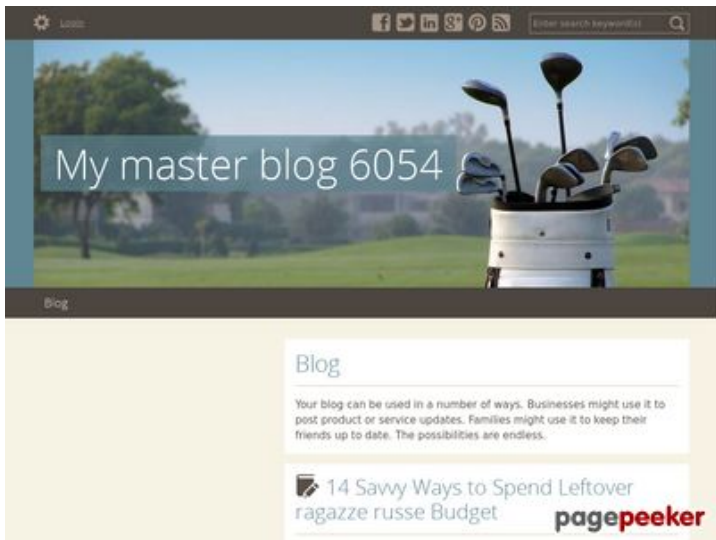 Login
Enter search keyword(s)
My master blog 6054
Blog
Blog
Your blog can be used in a number of ways. Businesses might use it to
post product or service updates. Families might use it to keep their
friends up to date. The possibilities are endless.
14 Savvy Ways to Spend Leftover
ragazze russe Budget
pagepeeker